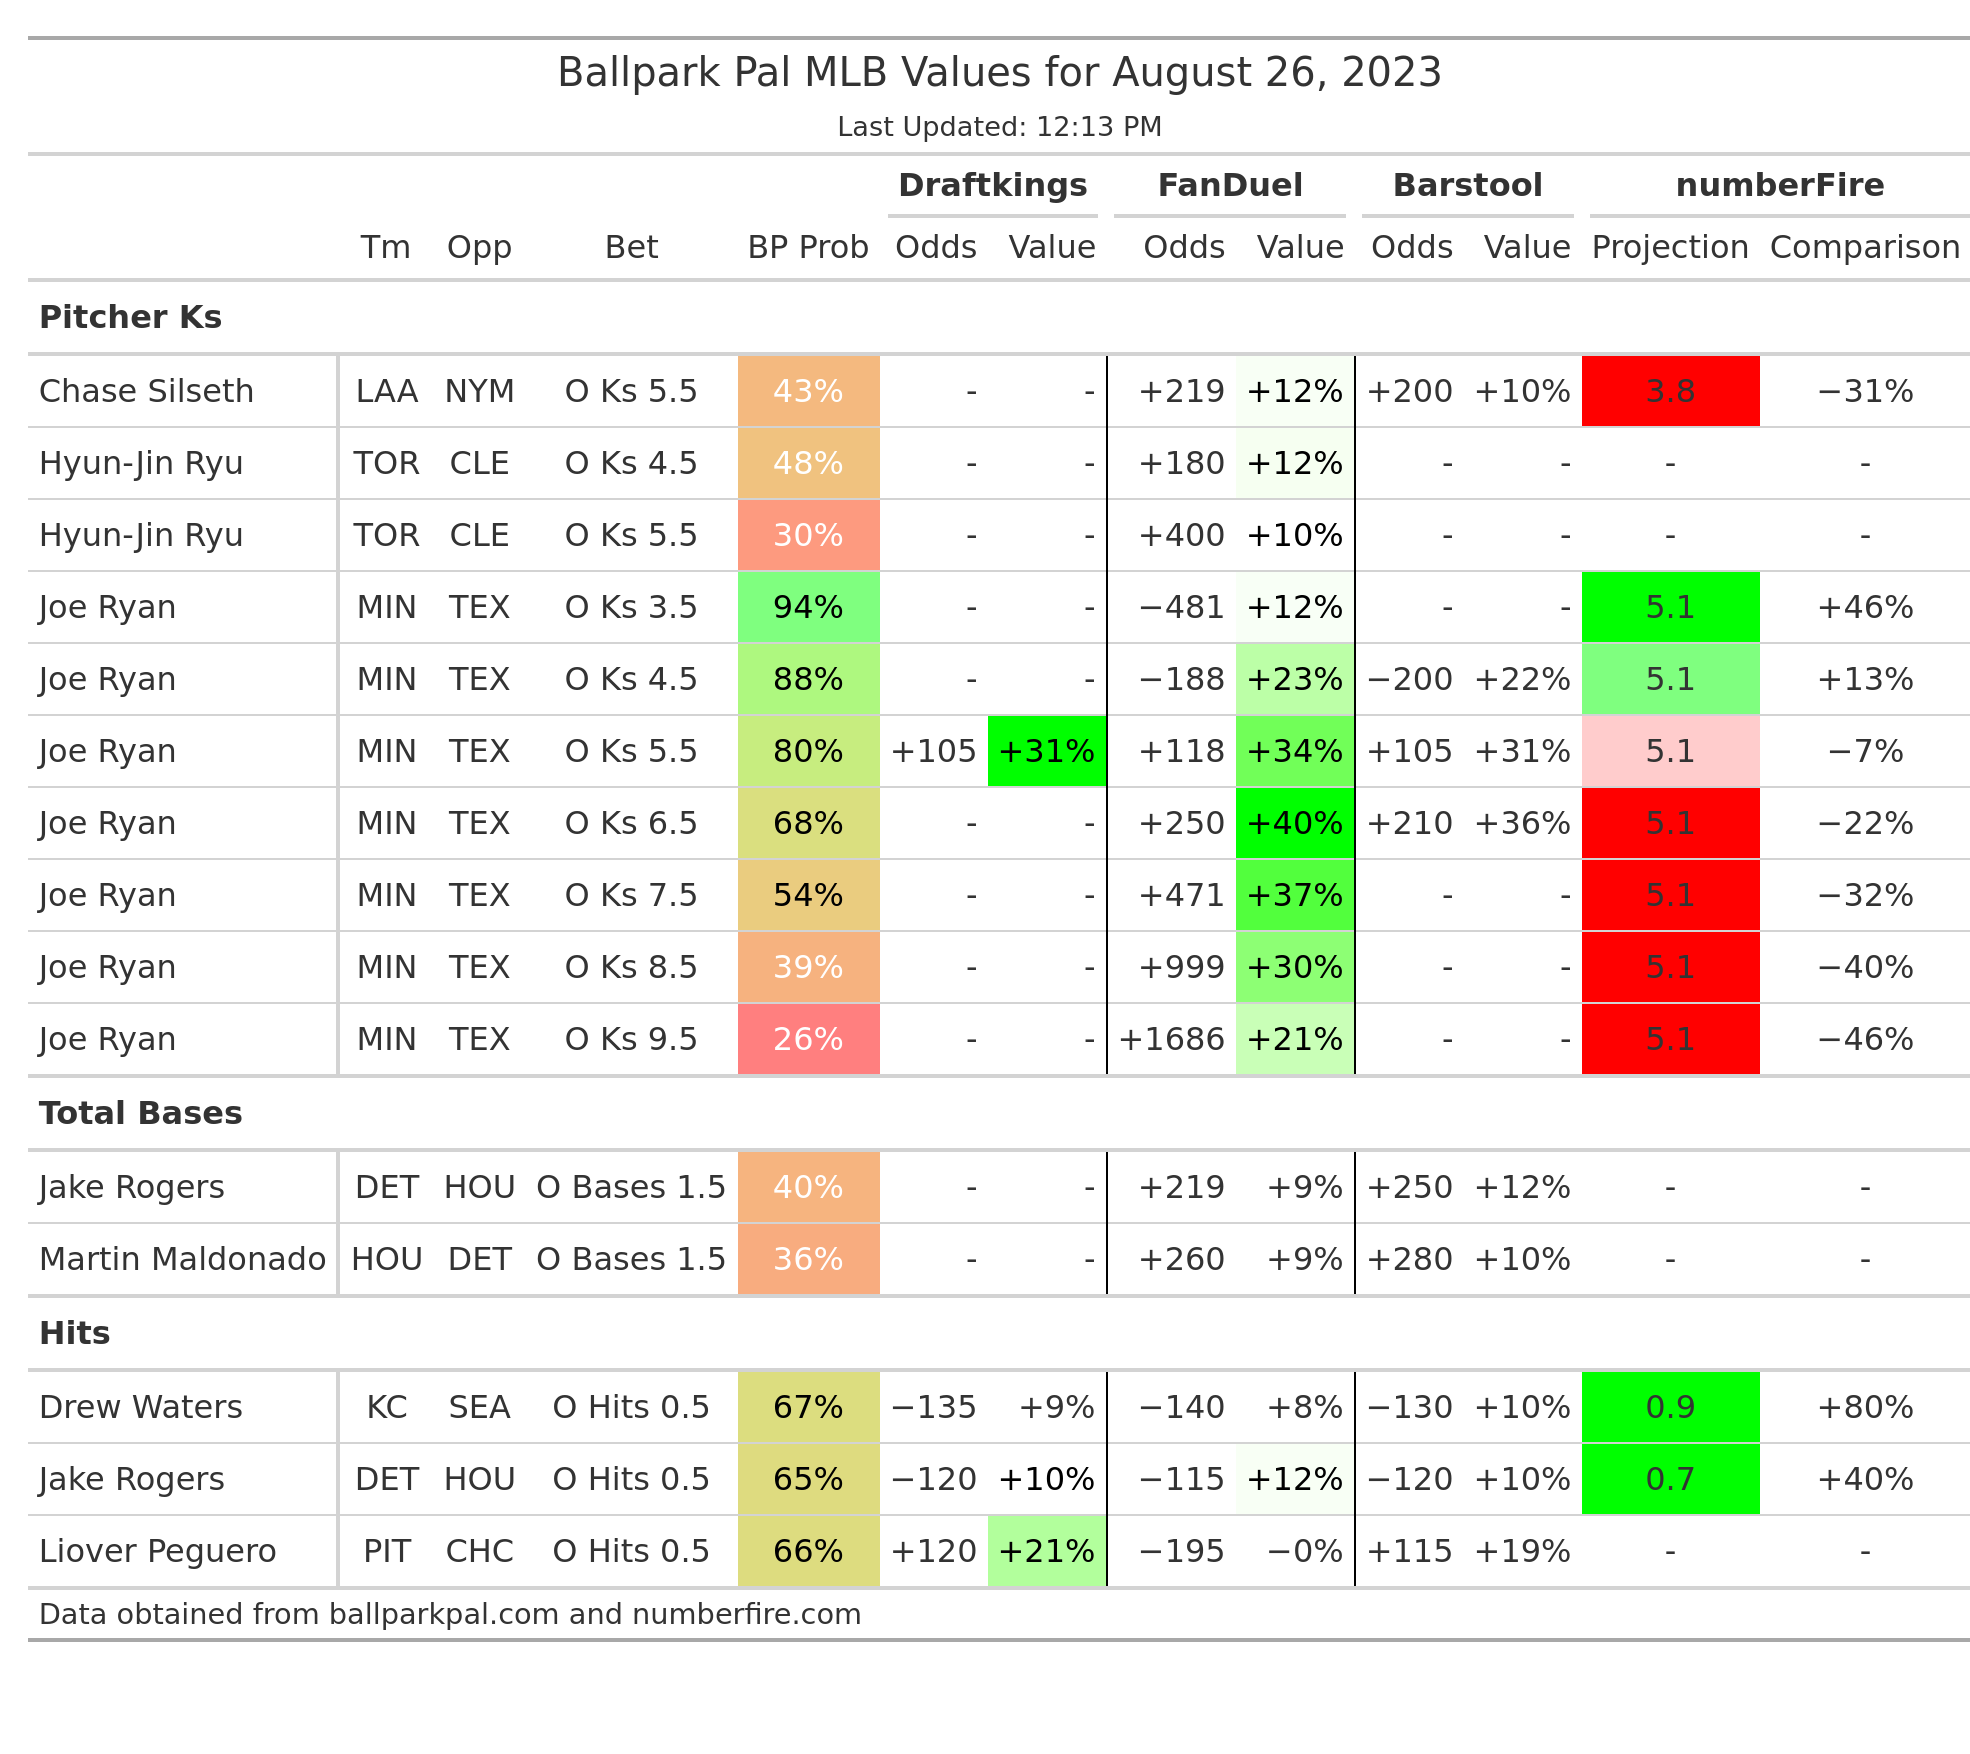 Ballpark Pal MLB Values for August 26, 2023
Last Updated: 12:13 PM
Draftkings FanDuel Barstool numberFire
Tm Opp Bet BP Prob Odds Value Odds Value Odds Value Projection Comparison
Pitcher Ks
Chase Silseth LAA NYM O Ks 5.5 43% - - +219 +12% +200 +10% 3.8 −31%
Hyun-Jin Ryu TOR CLE O Ks 4.5 48% - - +180 +12% - - - -
Hyun-Jin Ryu TOR CLE O Ks 5.5 30% - - +400 +10% - - - -
Joe Ryan MIN TEX O Ks 3.5 94% - - −481 +12% - - 5.1 +46%
Joe Ryan MIN TEX O Ks 4.5 88% - - −188 +23% −200 +22% 5.1 +13%
Joe Ryan MIN TEX O Ks 5.5 80% +105 +31% +118 +34% +105 +31% 5.1 −7%
Joe Ryan MIN TEX O Ks 6.5 68% - - +250 +40% +210 +36% 5.1 −22%
Joe Ryan MIN TEX O Ks 7.5 54% - - +471 +37% - - 5.1 −32%
Joe Ryan MIN TEX O Ks 8.5 39% - - +999 +30% - - 5.1 −40%
Joe Ryan MIN TEX O Ks 9.5 26% - - +1686 +21% - - 5.1 −46%
Total Bases
Jake Rogers DET HOU O Bases 1.5 40% - - +219 +9% +250 +12% - -
Martin Maldonado HOU DET O Bases 1.5 36% - - +260 +9% +280 +10% - -
Hits
Drew Waters KC SEA O Hits 0.5 67% −135 +9% −140 +8% −130 +10% 0.9 +80%
Jake Rogers DET HOU O Hits 0.5 65% −120 +10% −115 +12% −120 +10% 0.7 +40%
Liover Peguero PIT CHC O Hits 0.5 66% +120 +21% −195 −0% +115 +19% - -
Data obtained from ballparkpal.com and numberfire.com